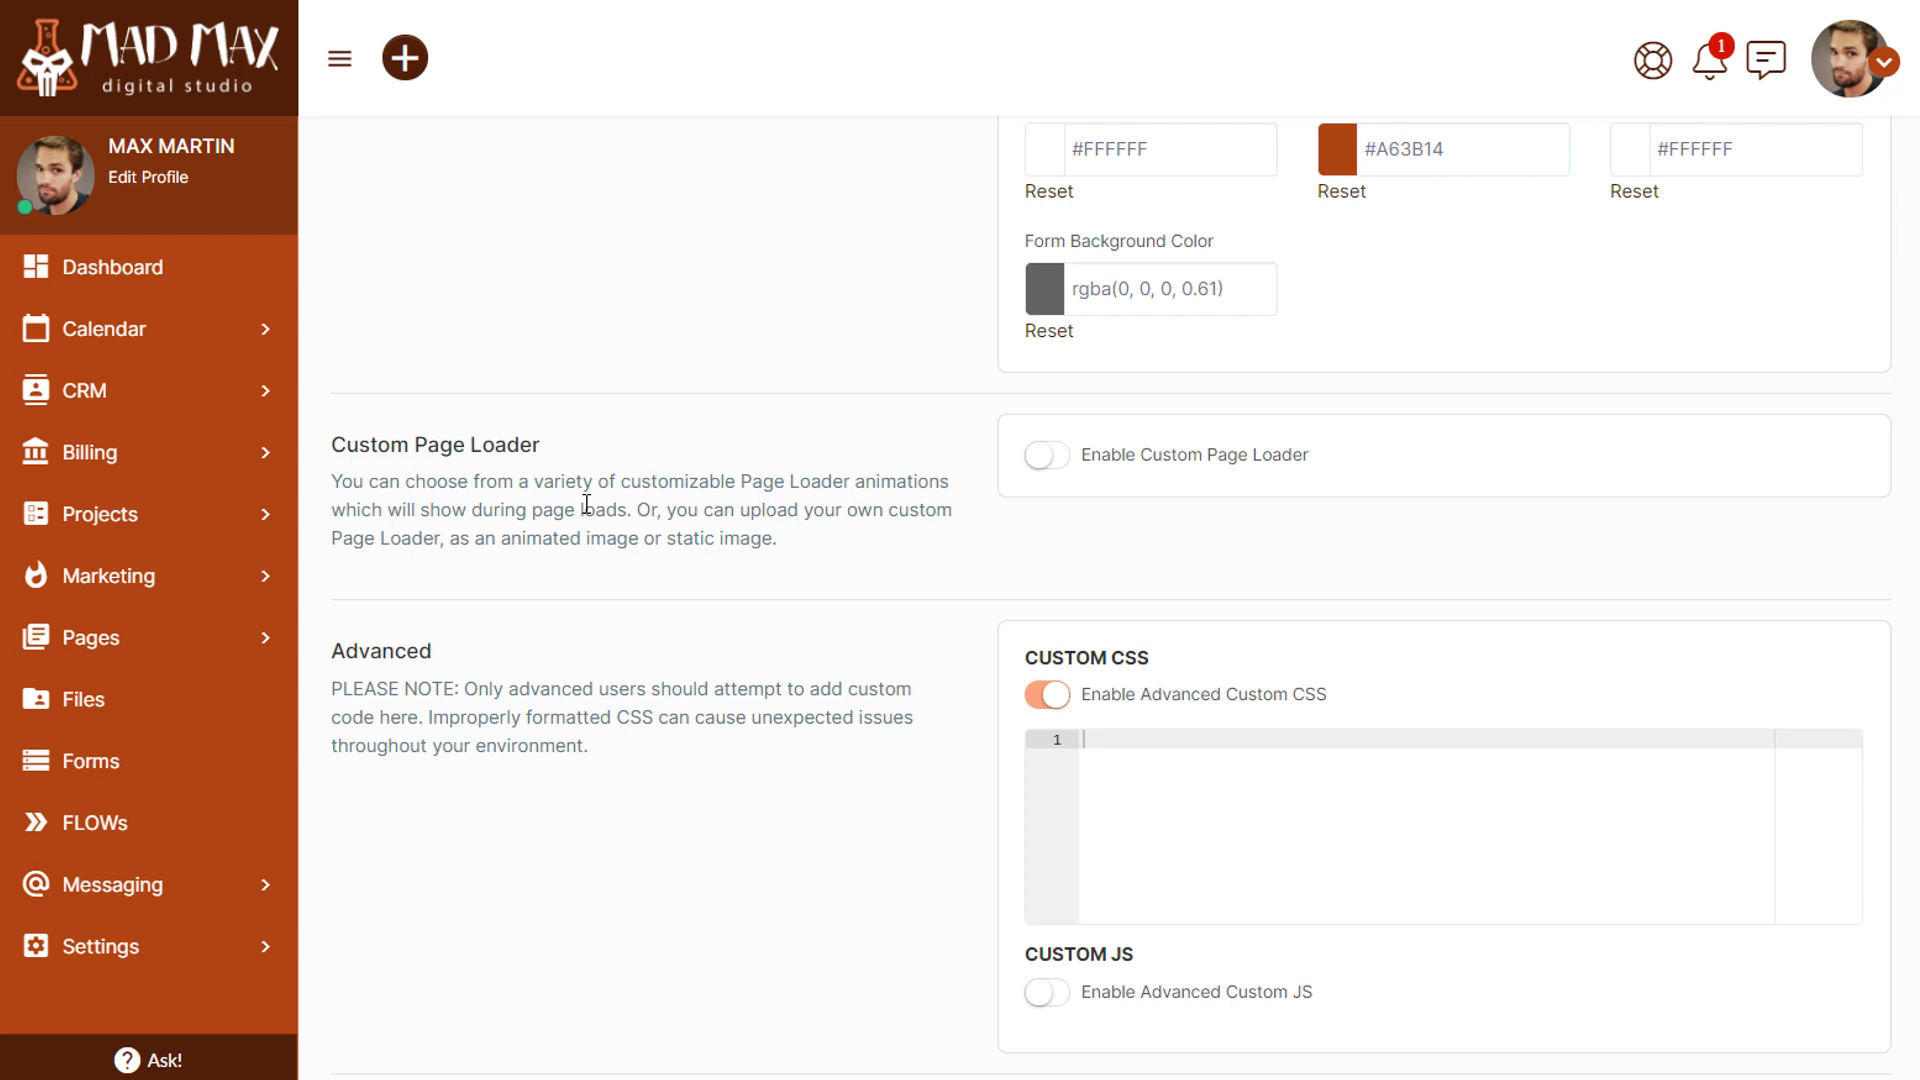 MAD MAX
digital studio
1
MAX MARTIN
Edit Profile
Dashboard
Calendar
CRM
Billing
Projects
Marketing
Pages
Files
Forms
FLOWs
Messaging
Settings
? Ask!
#FFFFFF
#A63B14
#FFFFFF
Reset
Reset
Reset
Form Background Color
rgba(0, 0, 0, 0.61)
Reset
Custom Page Loader
You can choose from a variety of customizable Page Loader animations
which will show during page loads. Or, you can upload your own custom
Page Loader, as an animated image or static image.
Enable Custom Page Loader
Advanced
PLEASE NOTE: Only advanced users should attempt to add custom
code here. Improperly formatted CSS can cause unexpected issues
throughout your environment.
CUSTOM CSS
Enable Advanced Custom CSS
1
CUSTOM JS
Enable Advanced Custom JS